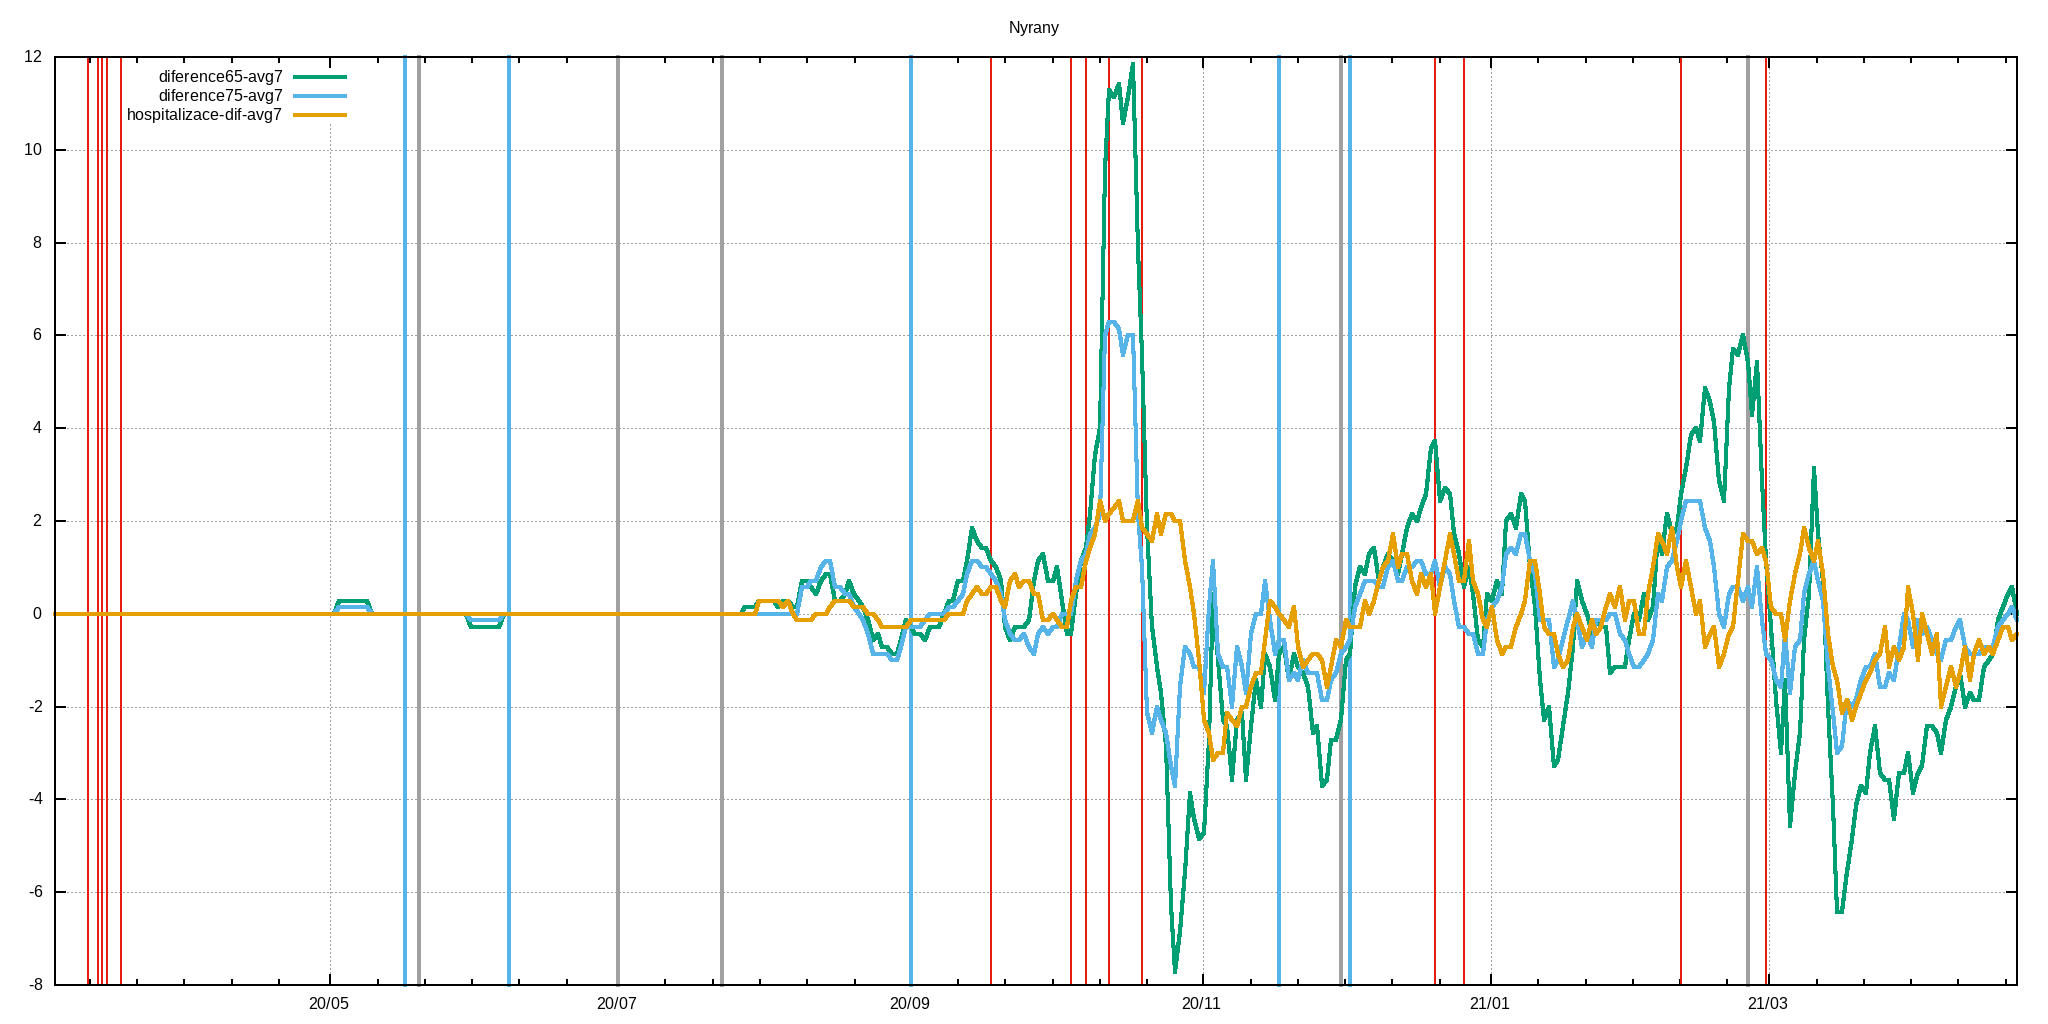 Nyrany
12
diference65-avg7
diference75-avg7
hospitalizace-dif-avg7
10
8
6
4
2
0
-2
-4
-6
-8
20/05 20/07 20/09 20/11 21/01 21/03